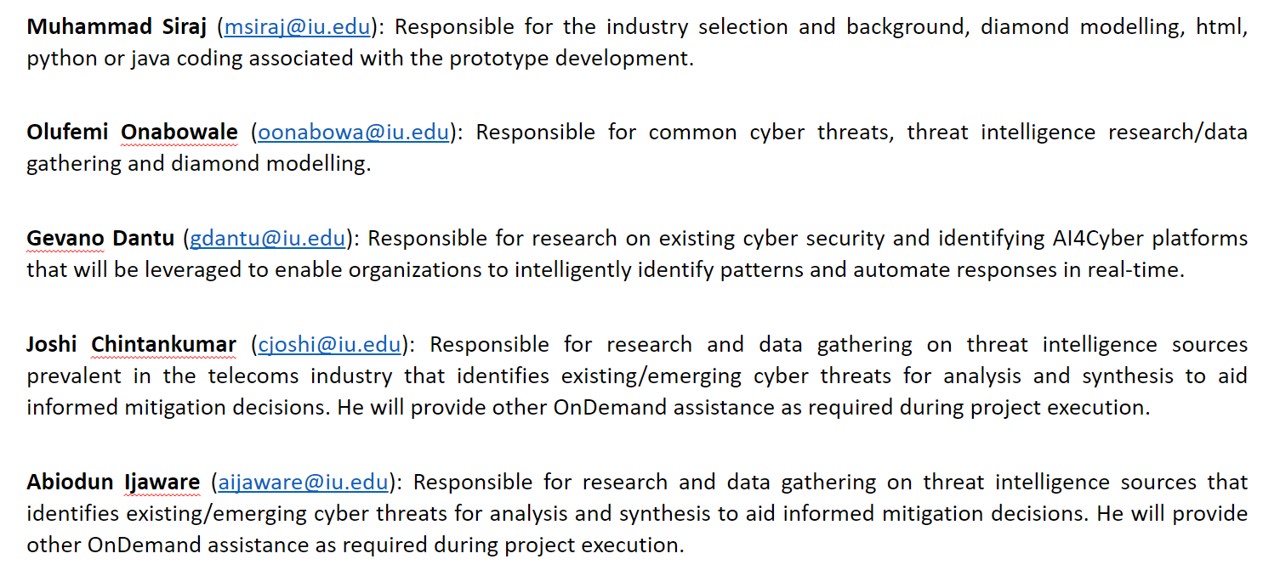 Muhammad Siraj (msiraj@iu.edu): Responsible for the industry selection and background, diamond modelling, html,
python or java coding associated with the prototype development.
Olufemi Onabowale (oonabowa@iu.edu): Responsible for common cyber threats, threat intelligence research/data
gathering and diamond modelling.
Gevano Dantu (gdantu@iu.edu): Responsible for research on existing cyber security and identifying AI4Cyber platforms
that will be leveraged to enable organizations to intelligently identify patterns and automate responses in real-time.
Joshi Chintankumar (cjoshi@iu.edu): Responsible for research and data gathering on threat intelligence sources
prevalent in the telecoms industry that identifies existing/emerging cyber threats for analysis and synthesis to aid
informed mitigation decisions. He will provide other OnDemand assistance as required during project execution.
Abiodun Ijaware (aijaware@iu.edu): Responsible for research and data gathering on threat intelligence sources that
identifies existing/emerging cyber threats for analysis and synthesis to aid informed mitigation decisions. He will provide
other OnDemand assistance as required during project execution.